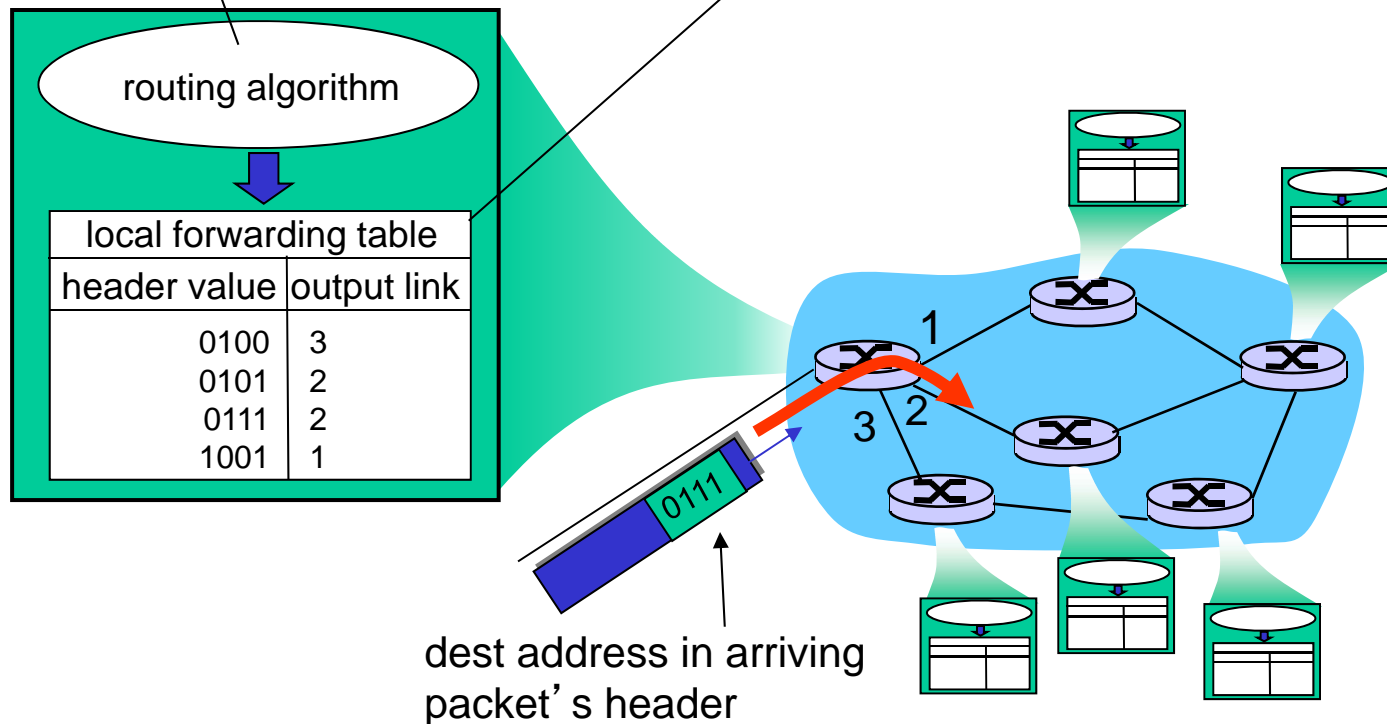 routing algorithm
local forwarding table
header value output link
0100 3
0101 2
0111 2
1001 1
1
2
3
0111
dest address in arriving
packet’s header